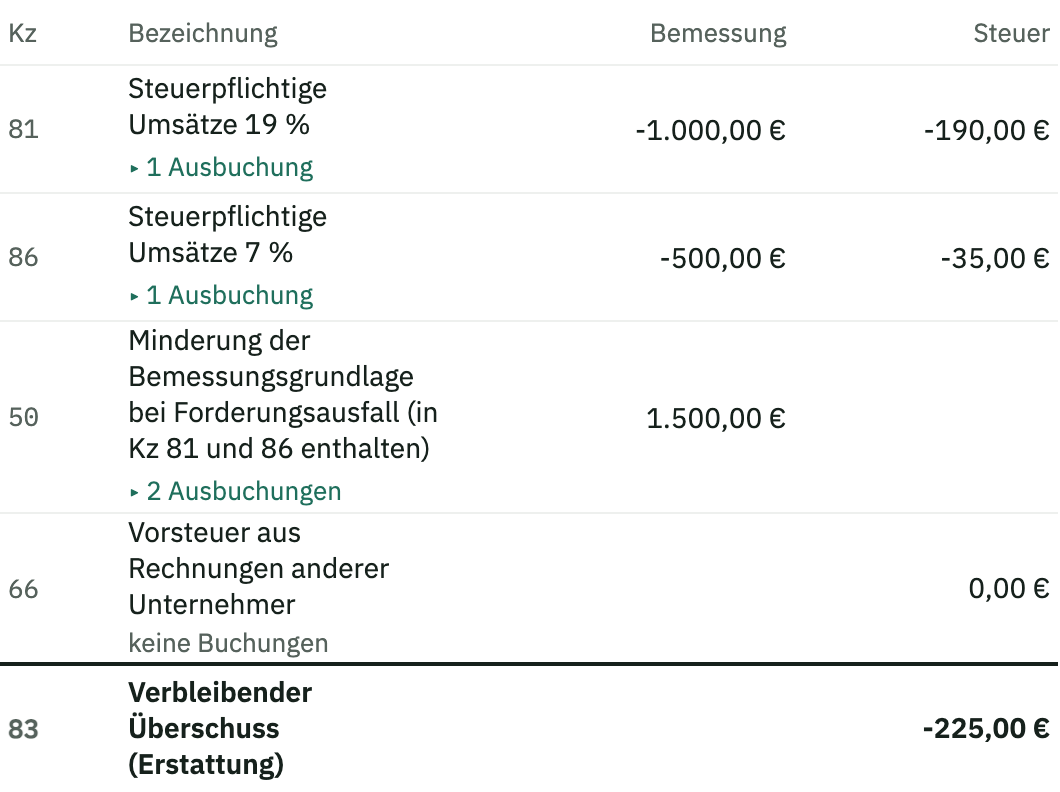 Kz Bezeichnung Bemessung Steuer
Steuerpflichtige
Umsätze 19 %
81 -1.000,00 € -190,00 €
▸ 1 Ausbuchung
Steuerpflichtige
Umsätze 7 %
86 -500,00 € -35,00 €
▸ 1 Ausbuchung
Minderung der
Bemessungsgrundlage
bei Forderungsausfall (in
50 1.500,00 €
Kz 81 und 86 enthalten)
▸ 2 Ausbuchungen
Vorsteuer aus
Rechnungen anderer
66 0,00 €
Unternehmer
keine Buchungen
Verbleibender
83 Überschuss -225,00 €
(Erstattung)